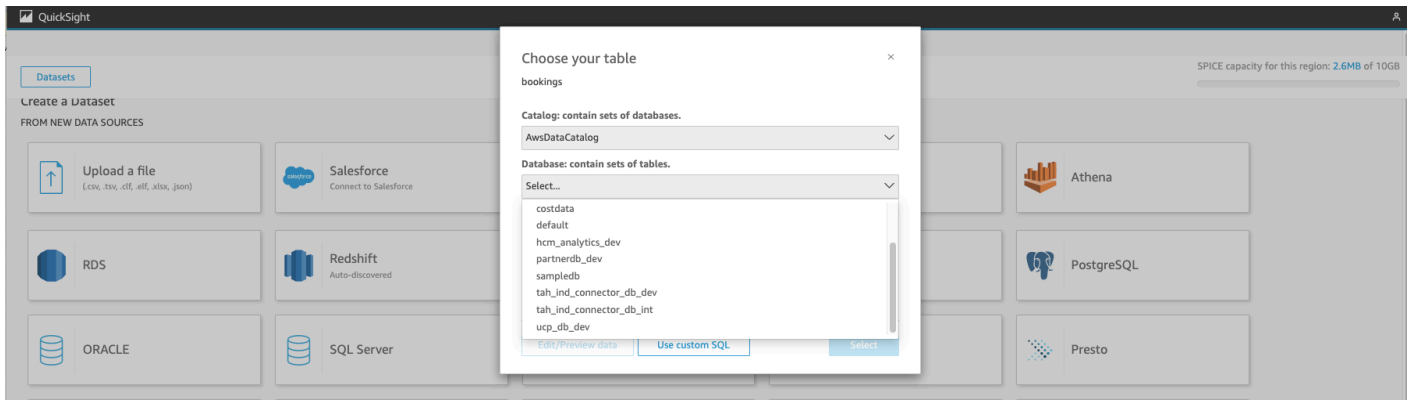 QuickSight
Datasets
SPICE capacity for this region: 2.6MB of 10GB
Create a Dataset
FROM NEW DATA SOURCES
Upload a file
(.csv, .tsv, .clf, .elf, .xlsx, .json)
salesforce
Salesforce
Connect to Salesforce
Athena
RDS
Redshift
Auto-discovered
PostgreSQL
ORACLE
SQL Server
Presto
Choose your table
bookings
Catalog: contain sets of databases.
AwsDataCatalog
Database: contain sets of tables.
Select...
costdata
default
hcm_analytics_dev
partnerdb_dev
sampledb
tah_ind_connector_db_dev
tah_ind_connector_db_int
ucp_db_dev
Edit/Preview data
Use custom SQL
Select